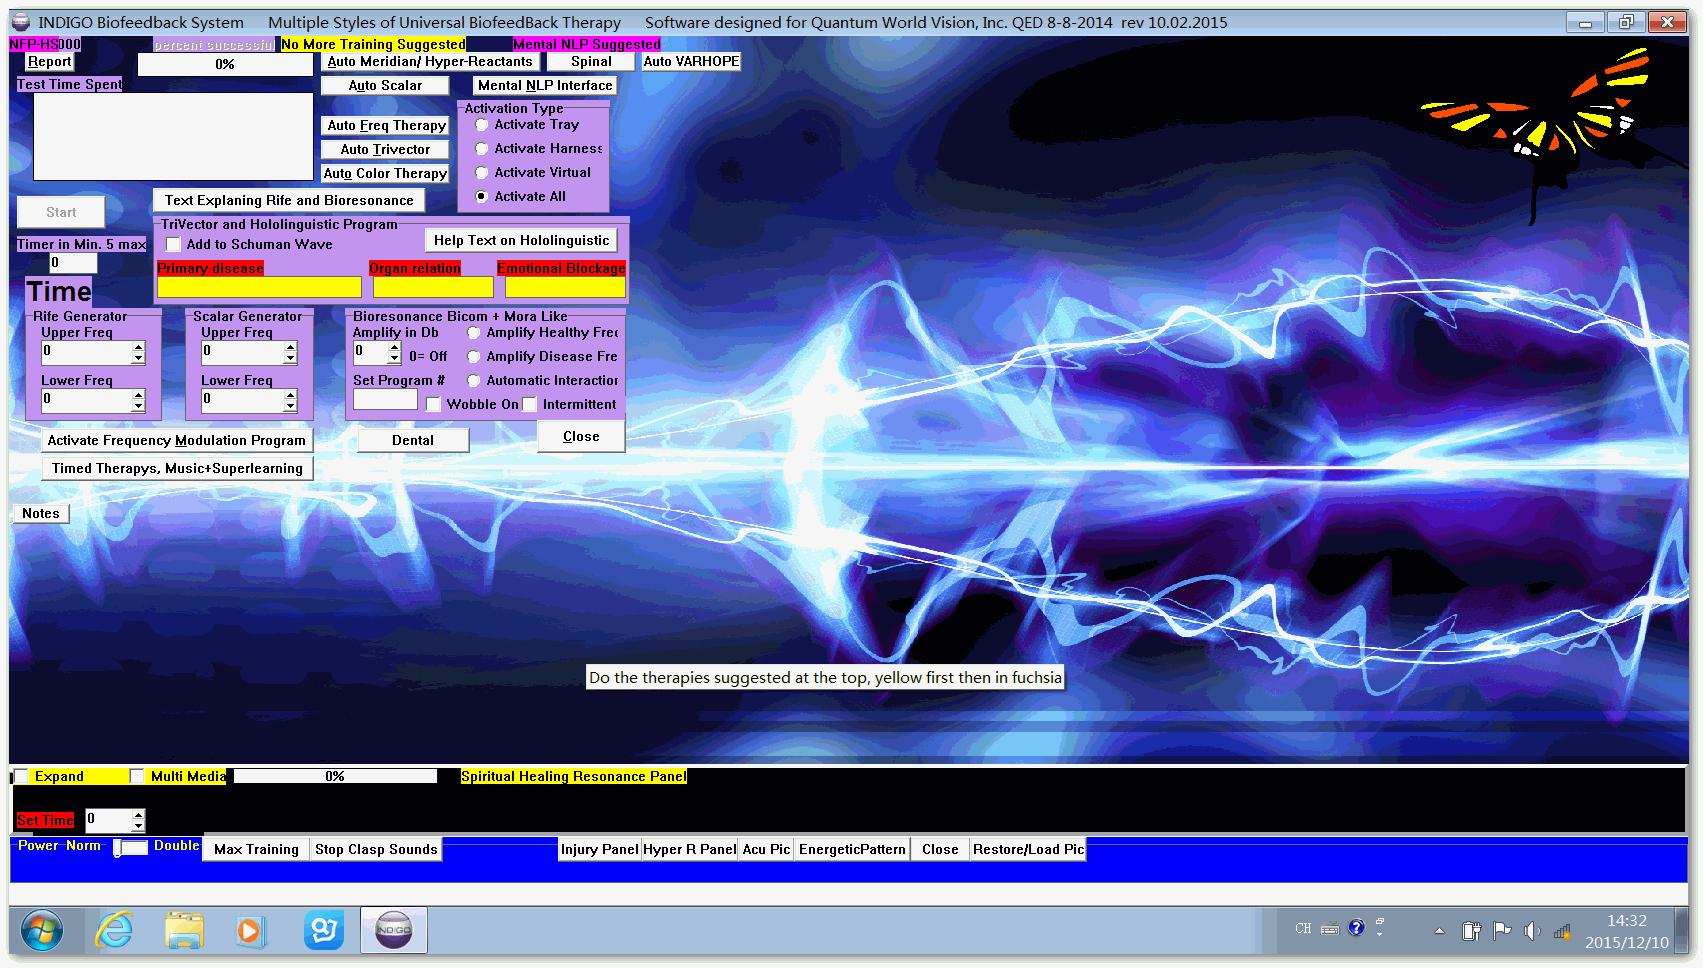 INDIGO Biofeedback System Multiple Styles of Universal BiofeedBack Therapy Software designed for Quantum World Vision, Inc. QED 8-8-2014 rev 10.02.2015
NFP-HS000 percent successful No More Training Suggested Mental NLP Suggested
Report 0% Auto Meridian/ Hyper-Reactants Spinal Auto VARHOPE
Test Time Spent Auto Scalar Mental NLP Interface
Activation Type
Auto Freq Therapy Activate Tray
Auto Trivector Activate Harness
Auto Color Therapy Activate Virtual
Text Explaning Rife and Bioresonance Activate All
Start
TriVector and Hololinguistic Program
Timer in Min. 5 max Add to Schuman Wave Help Text on Hololinguistic
0
Primary disease Organ relation Emotional Blockage
Time
Rife Generator Scalar Generator Bioresonance Bicom + Mora Like
Upper Freq Upper Freq Amplify in Db Amplify Healthy Fre
0 0 0 0= Off Amplify Disease Fre
Lower Freq Lower Freq Set Program # Automatic Interaction
0 0 Wobble On Intermittent
Activate Frequency Modulation Program Dental Close
Timed Therapys, Music+Superlearning
Notes
Do the therapies suggested at the top, yellow first then in fuchsia
Expand Multi Media 0% Spiritual Healing Resonance Panel
Set Time 0
Power Norm Double Max Training Stop Clasp Sounds Injury Panel Hyper R Panel Acu Pic EnergeticPattern Close Restore/Load Pic
INDIGO CH 14:32
2015/12/10